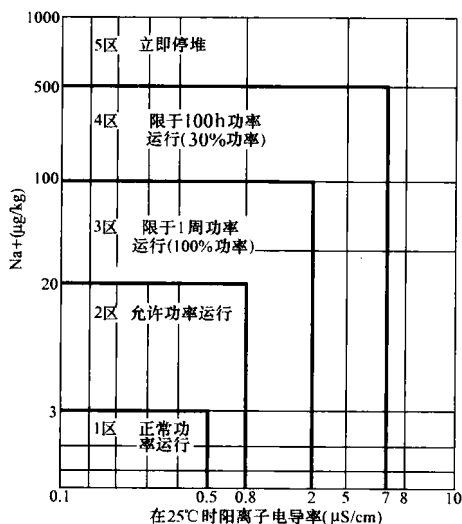 1000
5区 立即停堆
500
4区 限于100h功率
运行(30%功率)
100
3区 限于1周功率
运行(100%功率)
Na+(μg/kg)
20
2区 允许功率运行
3
1区 正常功
率运行
0.1 0.5 0.8 2 5 7 8 10
在25℃时阳离子电导率(μS/cm)